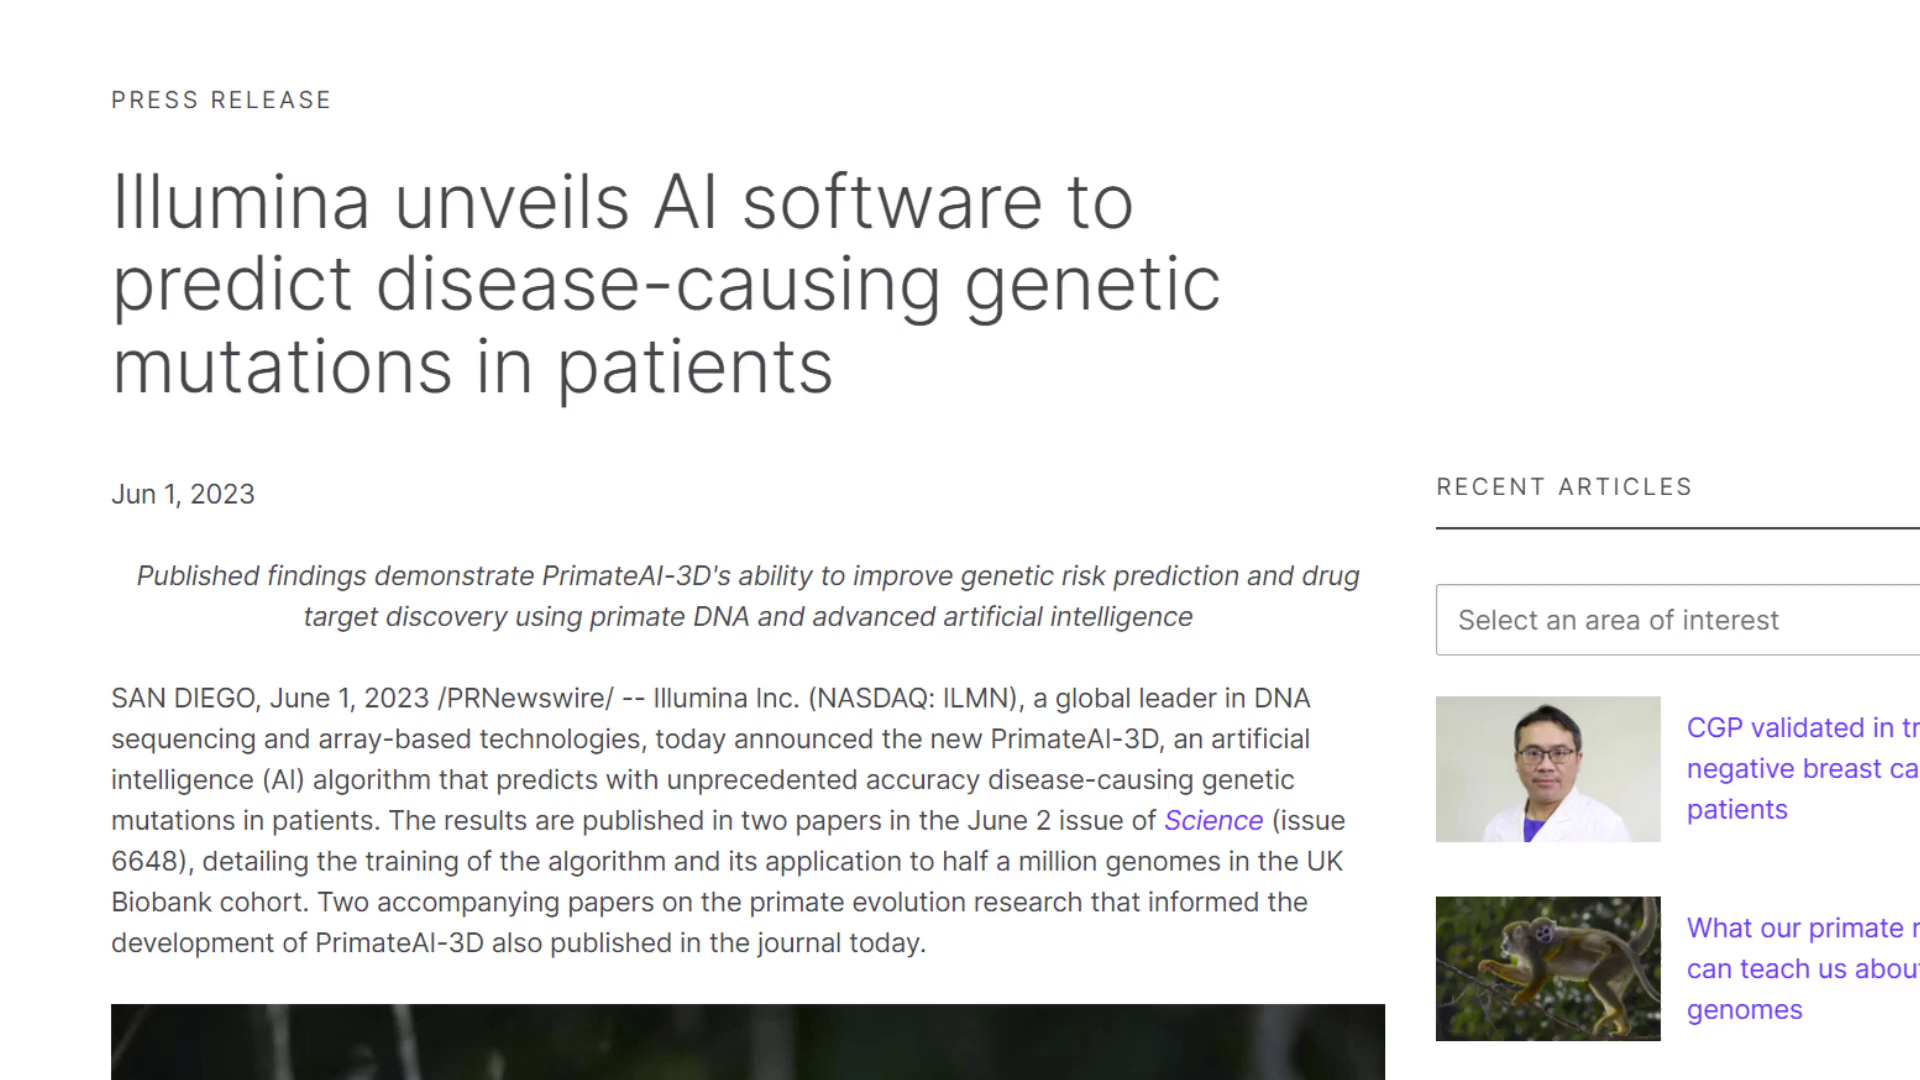 PRESS RELEASE
Illumina unveils AI software to
predict disease-causing genetic
mutations in patients
Jun 1, 2023
Published findings demonstrate PrimateAI-3D's ability to improve genetic risk prediction and drug
target discovery using primate DNA and advanced artificial intelligence
SAN DIEGO, June 1, 2023 /PRNewswire/ -- Illumina Inc. (NASDAQ: ILMN), a global leader in DNA
sequencing and array-based technologies, today announced the new PrimateAI-3D, an artificial
intelligence (AI) algorithm that predicts with unprecedented accuracy disease-causing genetic
mutations in patients. The results are published in two papers in the June 2 issue of Science (issue
6648), detailing the training of the algorithm and its application to half a million genomes in the UK
Biobank cohort. Two accompanying papers on the primate evolution research that informed the
development of PrimateAI-3D also published in the journal today.
RECENT ARTICLES
Select an area of interest
CGP validated in
negative breast
patients
What our primate
can teach us
genomes